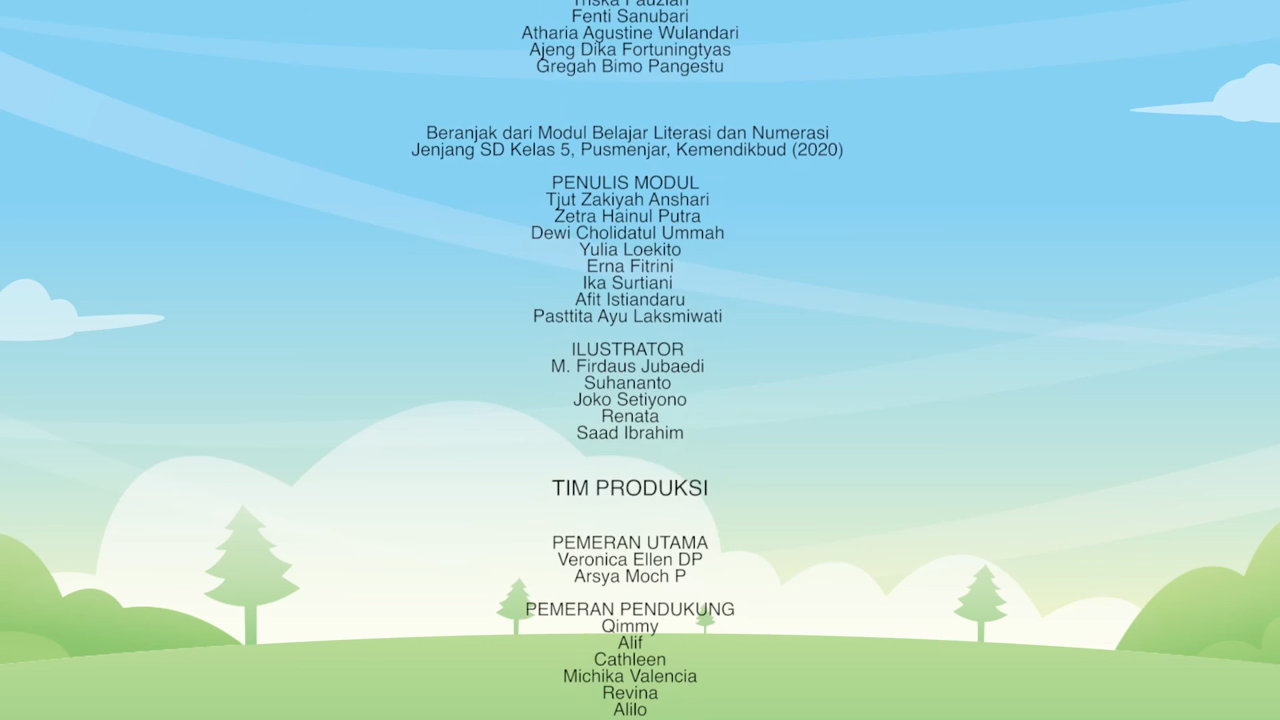 Fenti Sanubari
Atharia Agustine Wulandari
Ajeng Dika Fortuningtyas
Gregah Bimo Pangestu
Beranjak dari Modul Belajar Literasi dan Numerasi
Jenjang SD Kelas 5, Pusmenjar, Kemendikbud (2020)
PENULIS MODUL
Tjut Zakiyah Anshari
Zetra Hainul Putra
Dewi Cholidatul Ummah
Yulia Loekito
Erna Fitrini
Ika Surtiani
Afit Istiandaru
Pasttita Ayu Laksmiwati
ILUSTRATOR
M. Firdaus Jubaedi
Suhananto
Joko Setiyono
Renata
Saad Ibrahim
TIM PRODUKSI
PEMERAN UTAMA
Veronica Ellen DP
Arsya Moch P
PEMERAN PENDUKUNG
Qimmy
Alif
Cathleen
Michika Valencia
Revina
Alilo